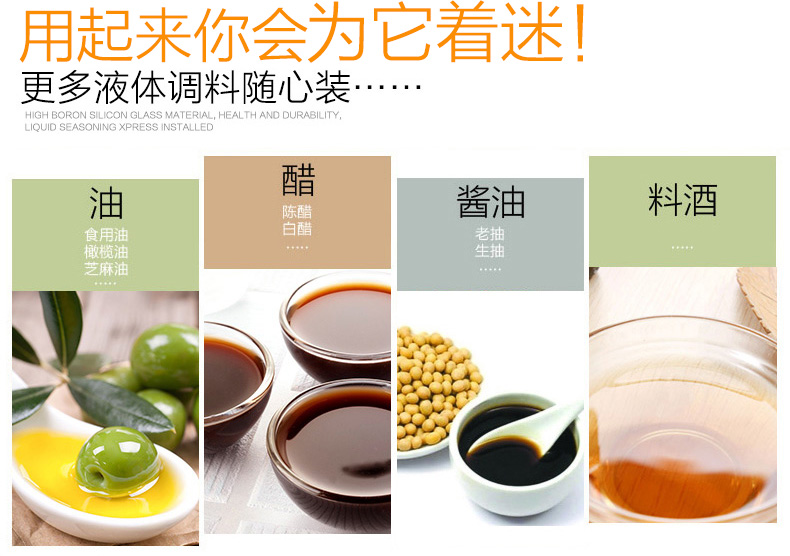 用起来你会为它着迷!
更多液体调料随心装……
HIGH BORON SILICON GLASS MATERIAL, HEALTH AND DURABILITY,
LIQUID SEASONING XPRESS INSTALLED
油
食用油
橄榄油
芝麻油
.....
醋
陈醋
白醋
.....
酱油
老抽
生抽
.....
料酒
.....